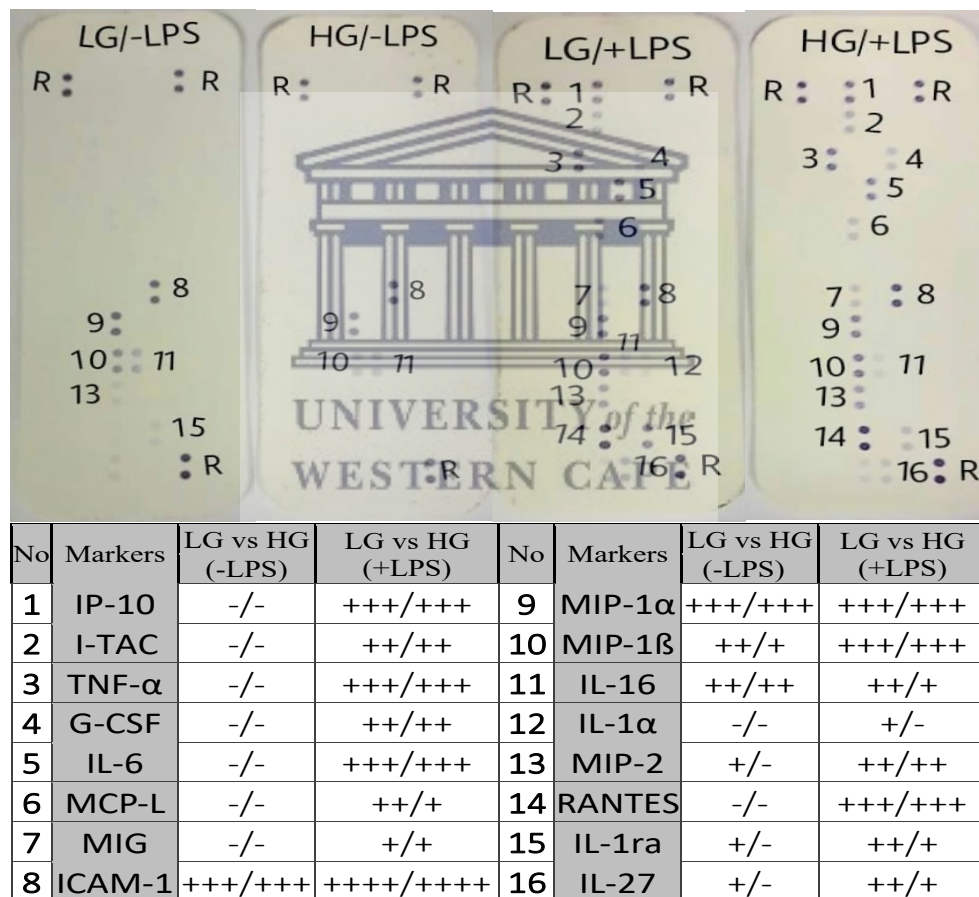 LG/-LPS HG/-LPS LG/+LPS HG/+LPS
R R R R R 1 R R 1 R
2 2
3 4 3 4
5 5
6 6
8 8 7 8 7 8
9 9 9 9
10 11 10 11 10 11 12 10 11
13 13 13
15 14 15 14 15
R R 16 R 16 R
UNIVERSITY of the
WESTERN CAPE
No Markers LG vs HG (-LPS) LG vs HG (+LPS) No Markers LG vs HG (-LPS) LG vs HG (+LPS)
1 IP-10 -/- +++/+++ 9 MIP-1α +++/+++ +++/+++
2 I-TAC -/- ++/++ 10 MIP-1ß ++/+ +++/+++
3 TNF-α -/- +++/+++ 11 IL-16 ++/++ ++/+
4 G-CSF -/- ++/++ 12 IL-1α -/- +/-
5 IL-6 -/- +++/+++ 13 MIP-2 +/- ++/++
6 MCP-L -/- ++/+ 14 RANTES -/- +++/+++
7 MIG -/- +/+ 15 IL-1ra +/- ++/+
8 ICAM-1 +++/+++ ++++/++++ 16 IL-27 +/- ++/+